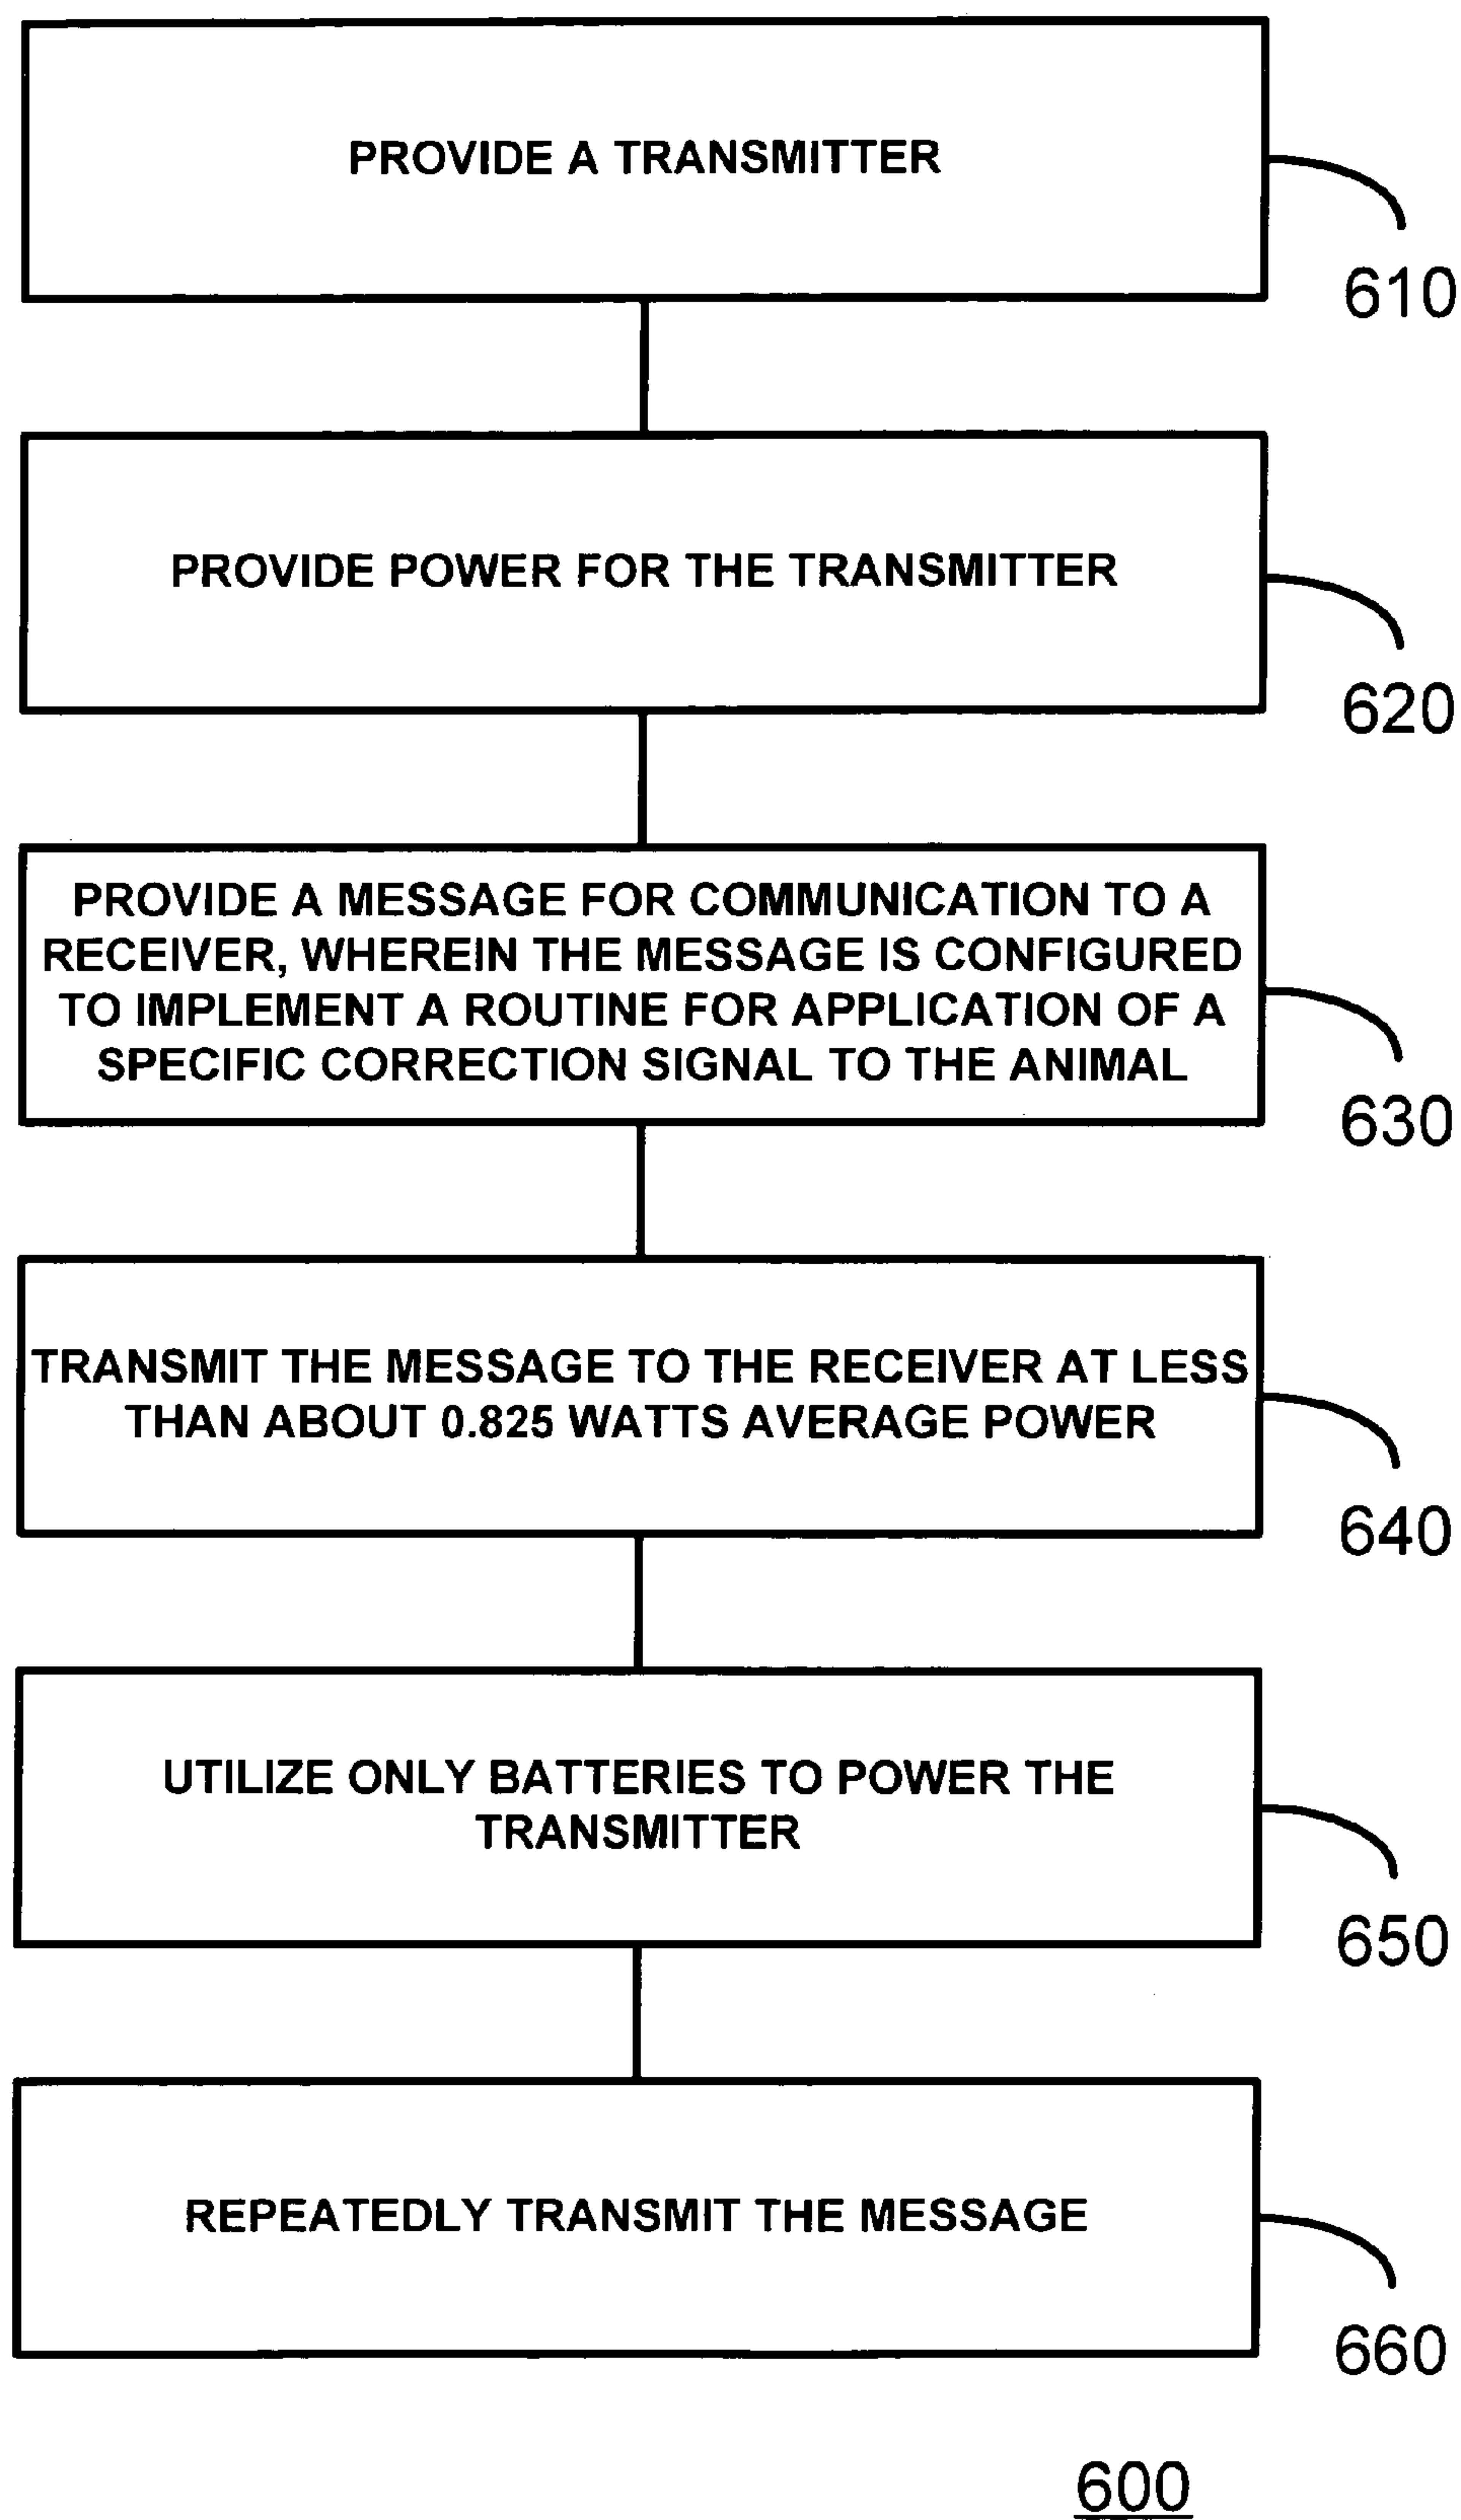 PROVIDE A TRANSMITTER
610
PROVIDE POWER FOR THE TRANSMITTER
620
PROVIDE A MESSAGE FOR COMMUNICATION TO A
RECEIVER, WHEREIN THE MESSAGE IS CONFIGURED
TO IMPLEMENT A ROUTINE FOR APPLICATION OF A
SPECIFIC CORRECTION SIGNAL TO THE ANIMAL
630
TRANSMIT THE MESSAGE TO THE RECEIVER AT LESS
THAN ABOUT 0.825 WATTS AVERAGE POWER
640
UTILIZE ONLY BATTERIES TO POWER THE
TRANSMITTER
650
REPEATEDLY TRANSMIT THE MESSAGE
660
600